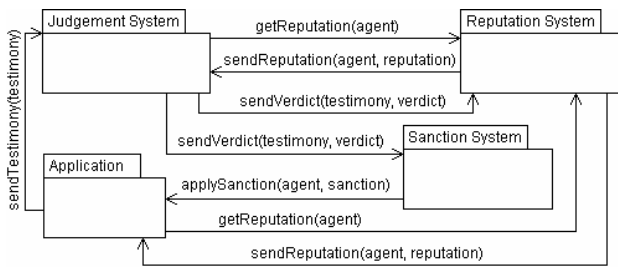 Judgement System
getReputation(agent)
Reputation System
sendReputation(agent, reputation)
sendVerdict(testimony, verdict)
sendTestimony(testimony)
sendVerdict(testimony, verdict)
Sanction System
Application
applySanction(agent, sanction)
getReputation(agent)
sendReputation(agent, reputation)